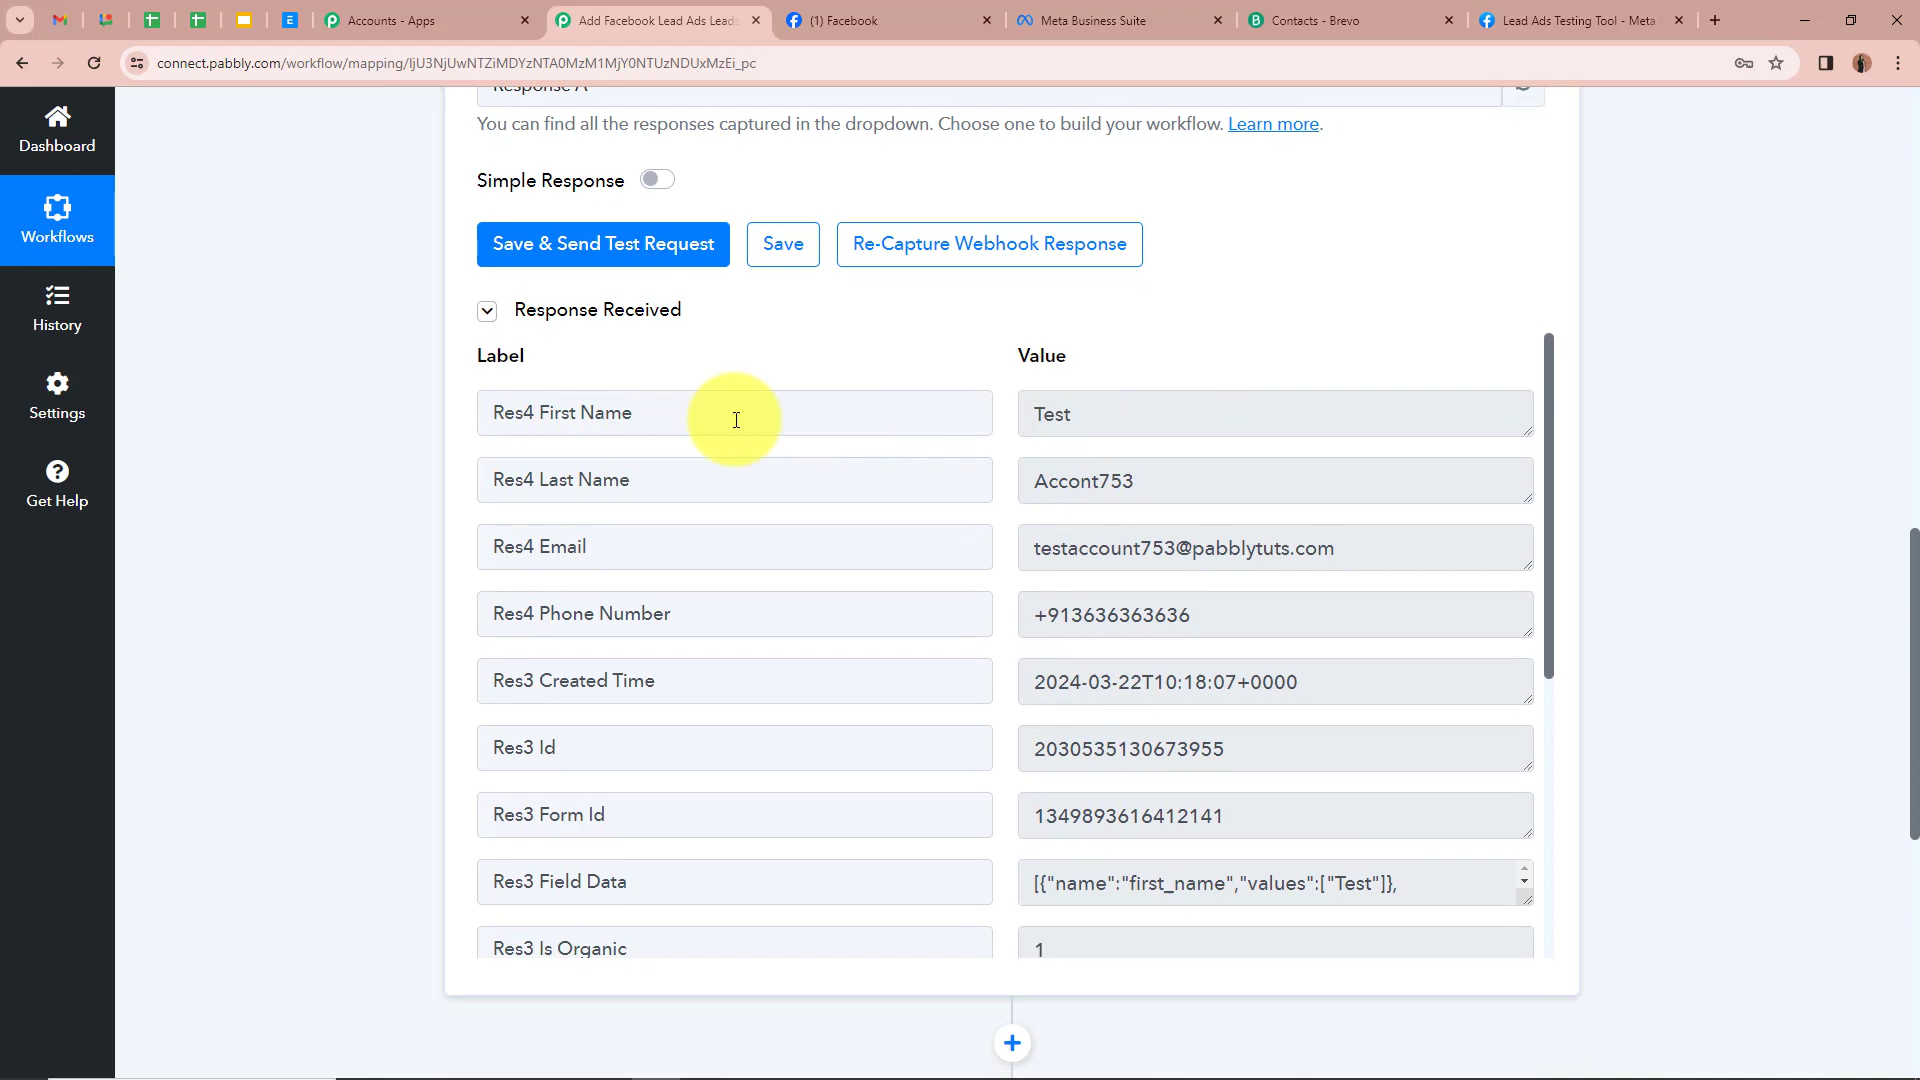 Accounts - Apps
Add Facebook Lead Ads Leads
(1) Facebook
Meta Business Suite
Contacts - Brevo
Lead Ads Testing Tool - Meta
connect.pabbly.com/workflow/mapping/IjU3NjUwNTZiMDYzNTA0MzM1MjY0NTUzNDUxMzEi_pc
Dashboard
Workflows
History
Settings
Get Help
Response A
You can find all the responses captured in the dropdown. Choose one to build your workflow. Learn more.
Simple Response
Save & Send Test Request
Save
Re-Capture Webhook Response
Response Received
Label
Value
Res4 First Name
Test
Res4 Last Name
Accont753
Res4 Email
testaccount753@pabblytuts.com
Res4 Phone Number
+913636363636
Res3 Created Time
2024-03-22T10:18:07+0000
Res3 Id
2030535130673955
Res3 Form Id
1349893616412141
Res3 Field Data
[{"name":"first_name","values":["Test"]},
Res3 Is Organic
1